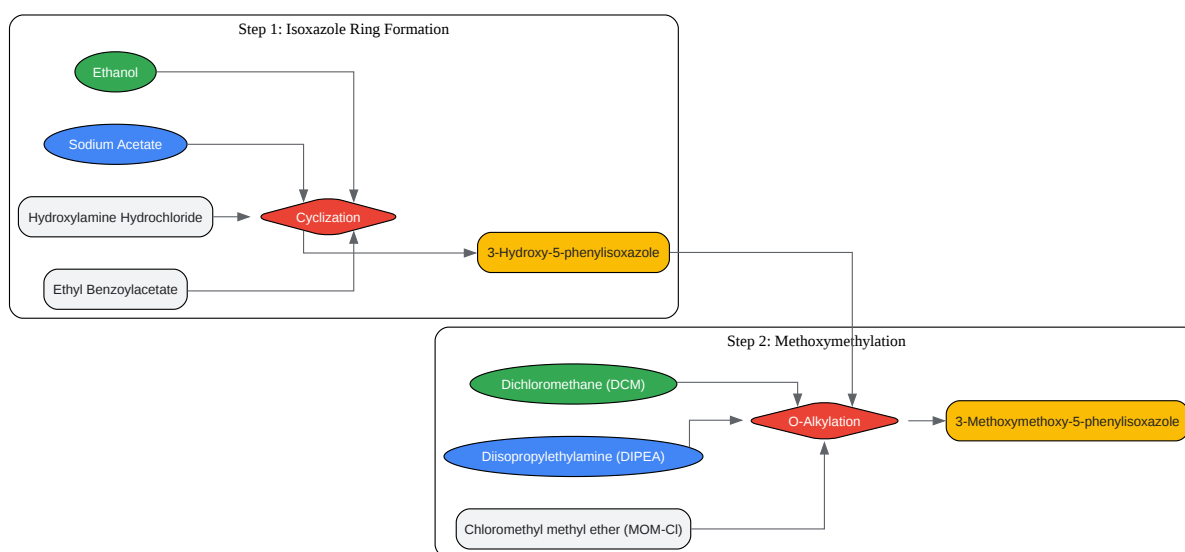 Step 1: Isoxazole Ring Formation
Ethanol
Sodium Acetate
Hydroxylamine Hydrochloride
Cyclization
Ethyl Benzoylacetate
3-Hydroxy-5-phenylisoxazole
Step 2: Methoxymethylation
Dichloromethane (DCM)
O-Alkylation
3-Methoxymethoxy-5-phenylisoxazole
Diisopropylethylamine (DIPEA)
Chloromethyl methyl ether (MOM-Cl)